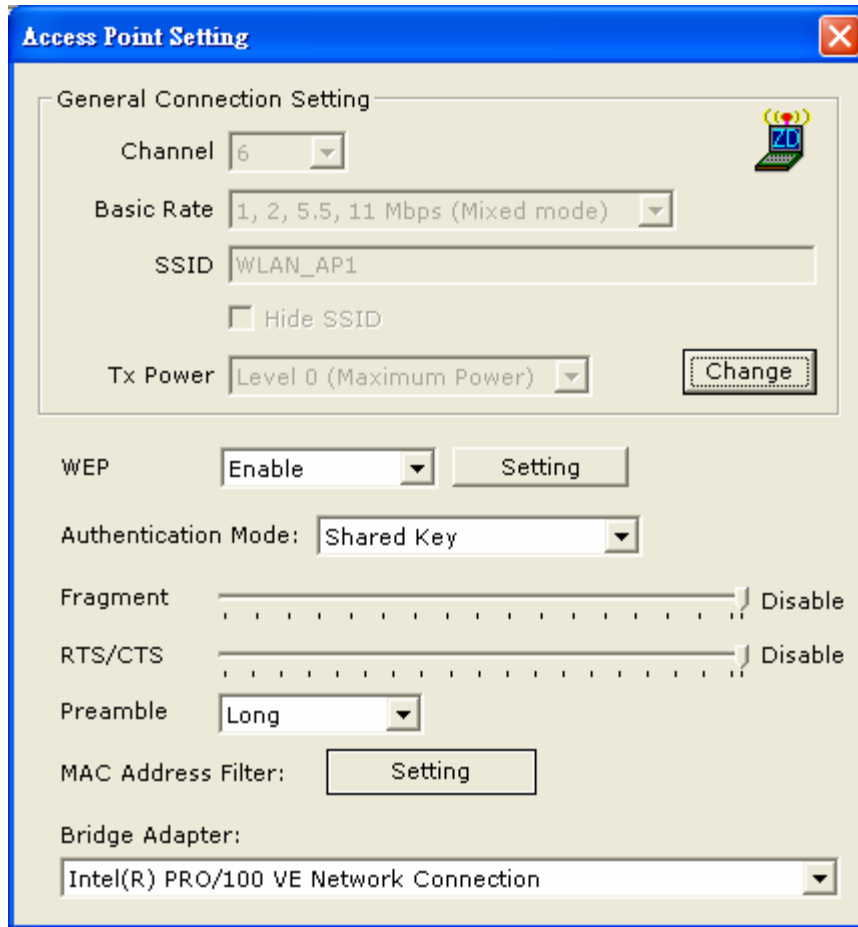 Access Point Setting
General Connection Setting
ZD
Channel 6
Basic Rate 1, 2, 5.5, 11 Mbps (Mixed mode)
SSID WLAN_AP1
Hide SSID
Tx Power Level 0 (Maximum Power) Change
WEP Enable Setting
Authentication Mode: Shared Key
Fragment Disable
RTS/CTS Disable
Preamble Long
MAC Address Filter: Setting
Bridge Adapter:
Intel(R) PRO/100 VE Network Connection